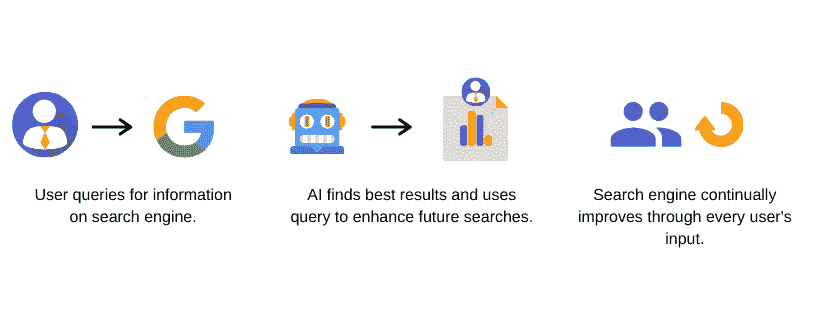 User queries for information
on search engine.
AI finds best results and uses
query to enhance future searches.
Search engine continually
improves through every user's
input.